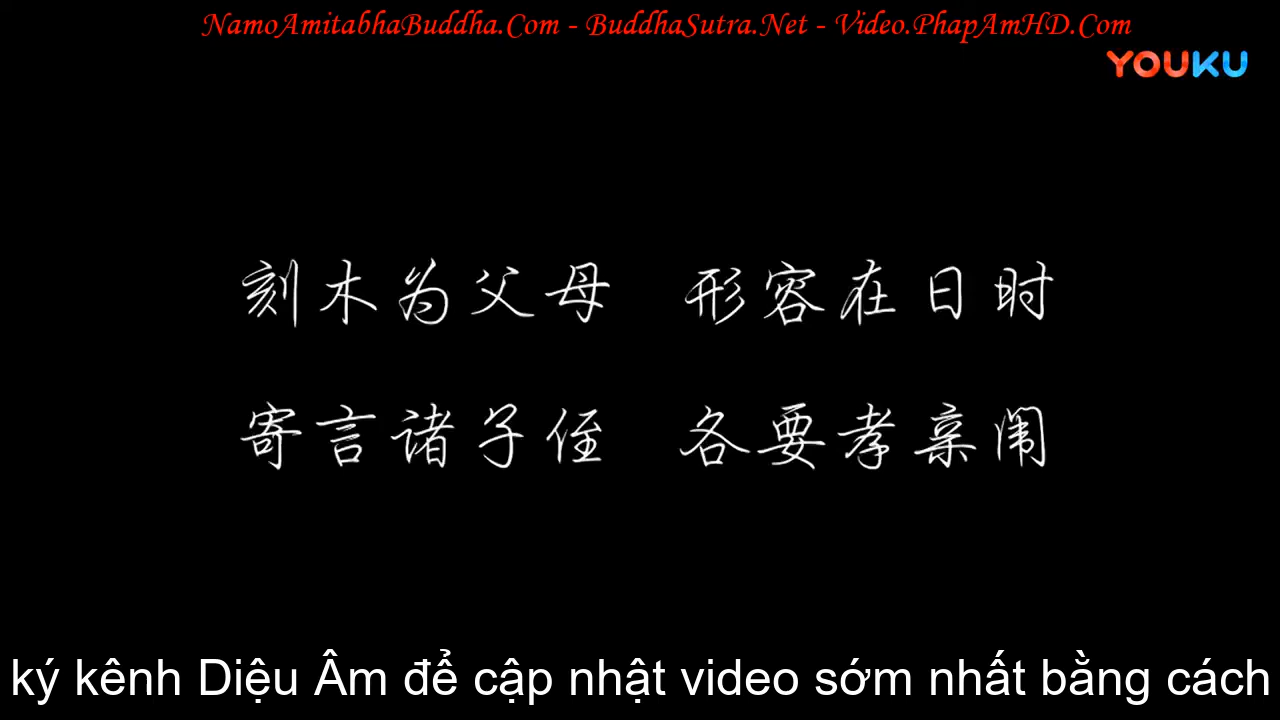 NamoAmitabhaBuddha.Com - BuddhaSutra.Net - Video.PhapAmHD.Com
YOUKU
刻木为父母 形容在日时
寄言诸子侄 各要孝亲闱
ký kênh Diệu Âm để cập nhật video sớm nhất bằng cách